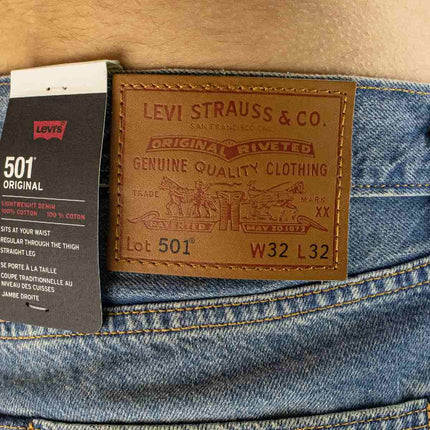 Levi's
501®
ORIGINAL
LIGHTWEIGHT DENIM
100% COTTON 100 % COTON
SITS AT YOUR WAIST
REGULAR THROUGH THE THIGH
STRAIGHT LEG
SE PORTE À LA TAILLE
COUPE TRADITIONNELLE AU
NIVEAU DES CUISSES
JAMBE DROITE
LEVI STRAUSS & CO.
SAN FRANCISCO, CAL.
ORIGINAL RIVETED
GENUINE QUALITY CLOTHING
TRADE MARK
XX
PATENTED MAY 20 1873
Lot 501® W32 L32